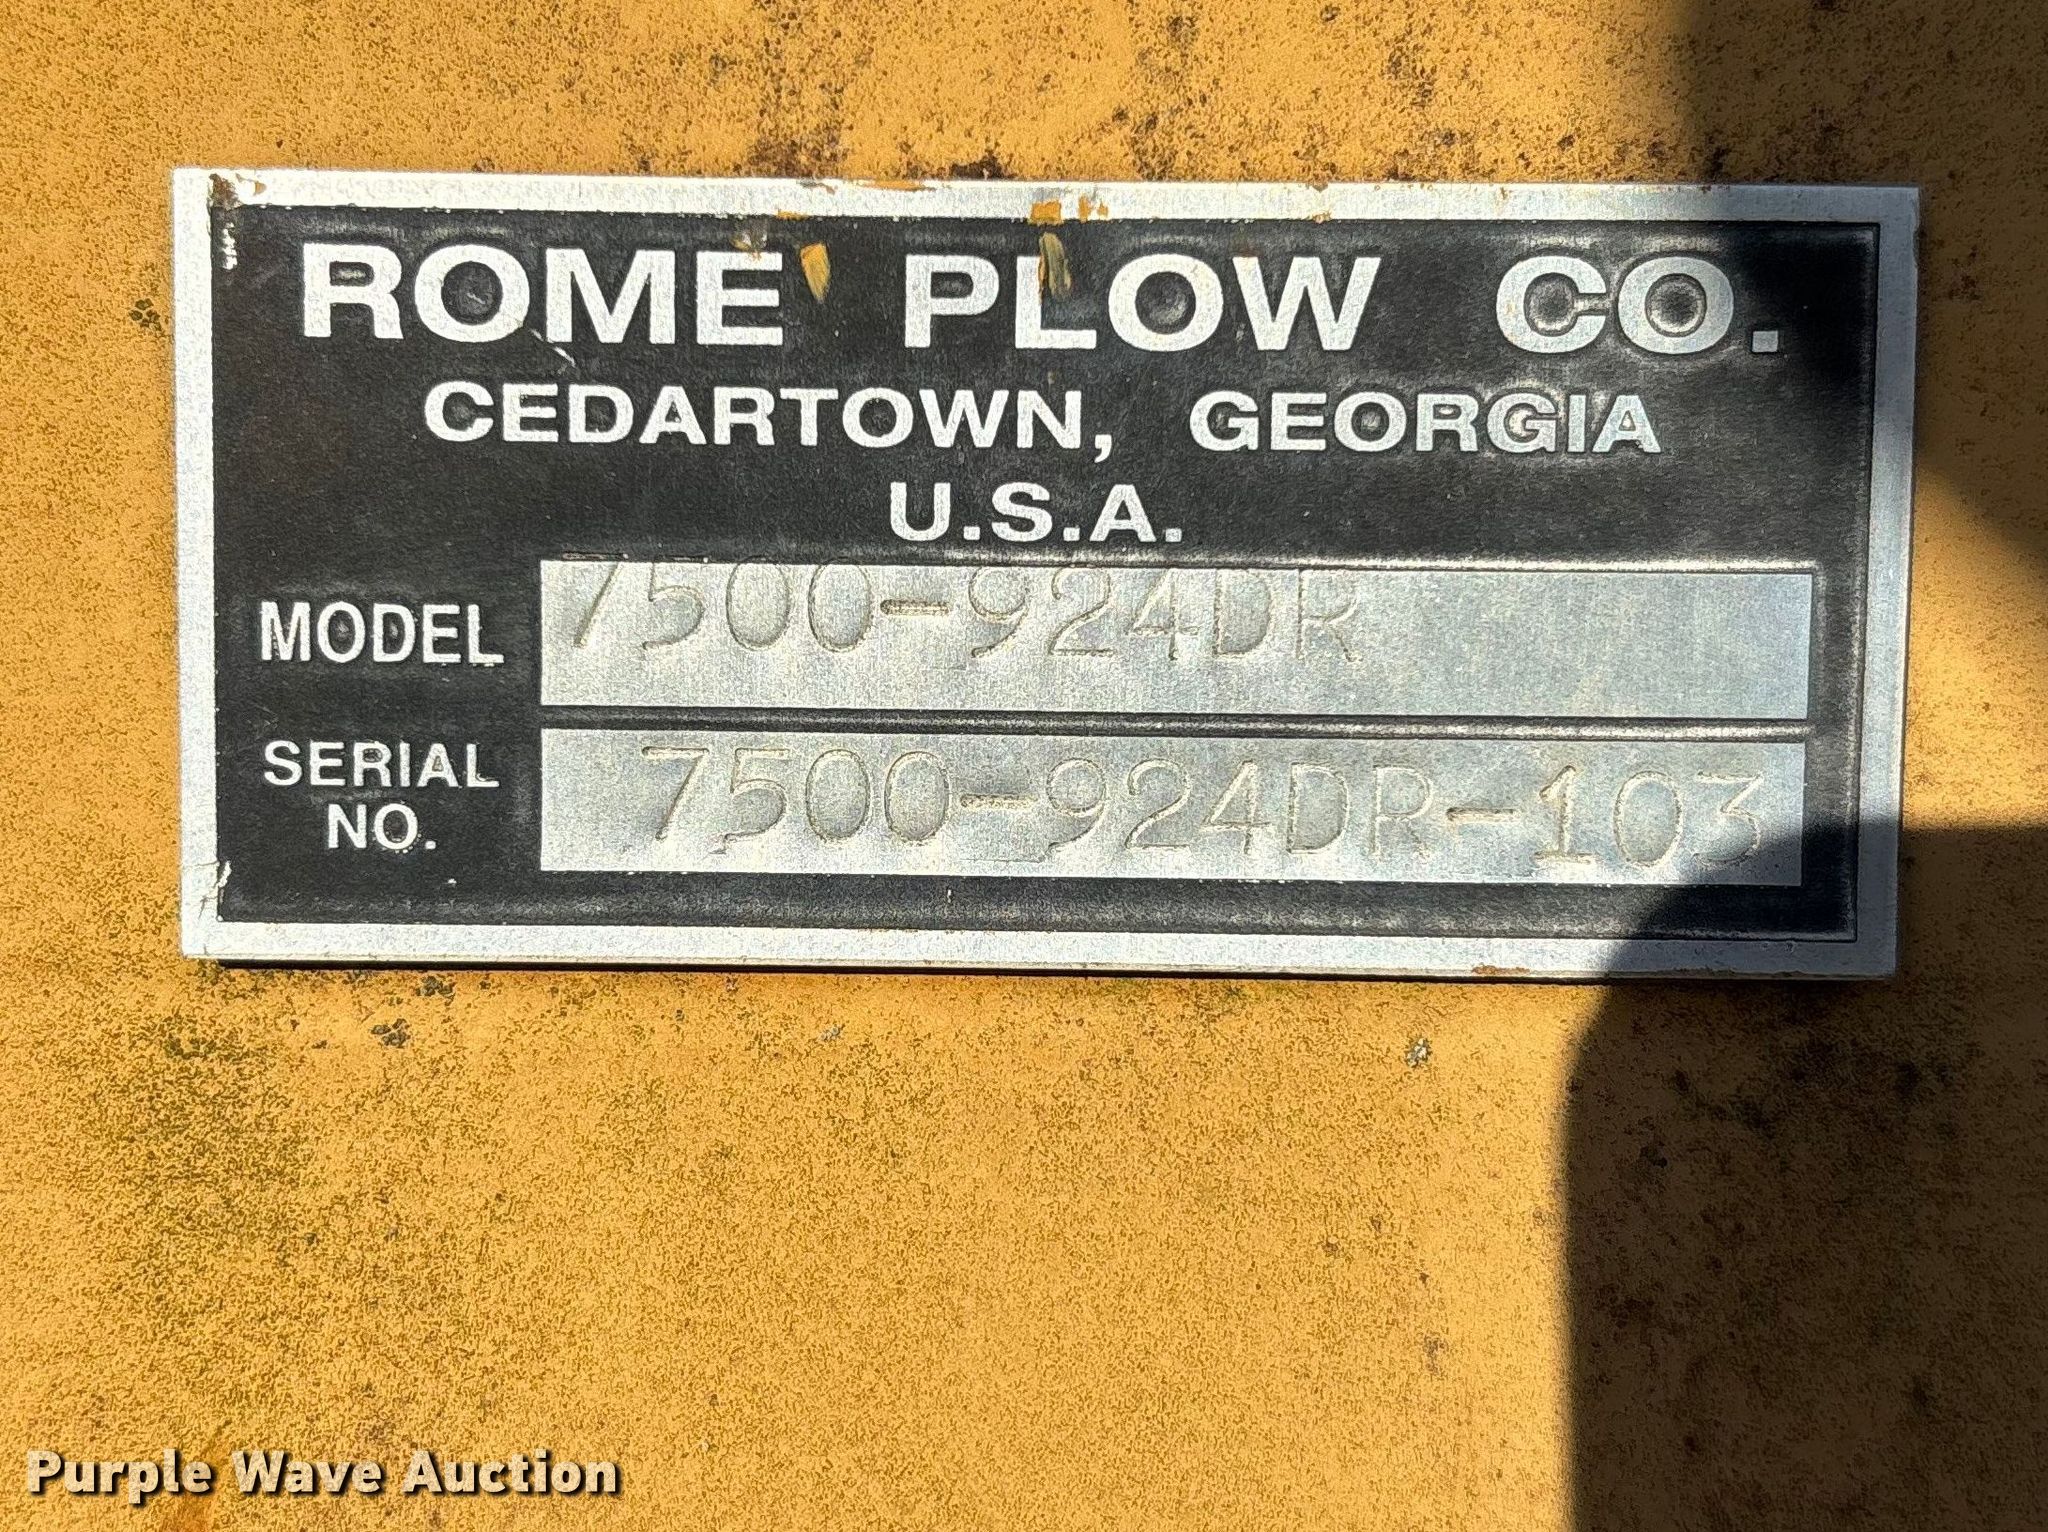 ROME PLOW CO.
CEDARTOWN, GEORGIA
U.S.A.
MODEL 7500-924DR
SERIAL NO. 7500-924DR-103
Purple Wave Auction